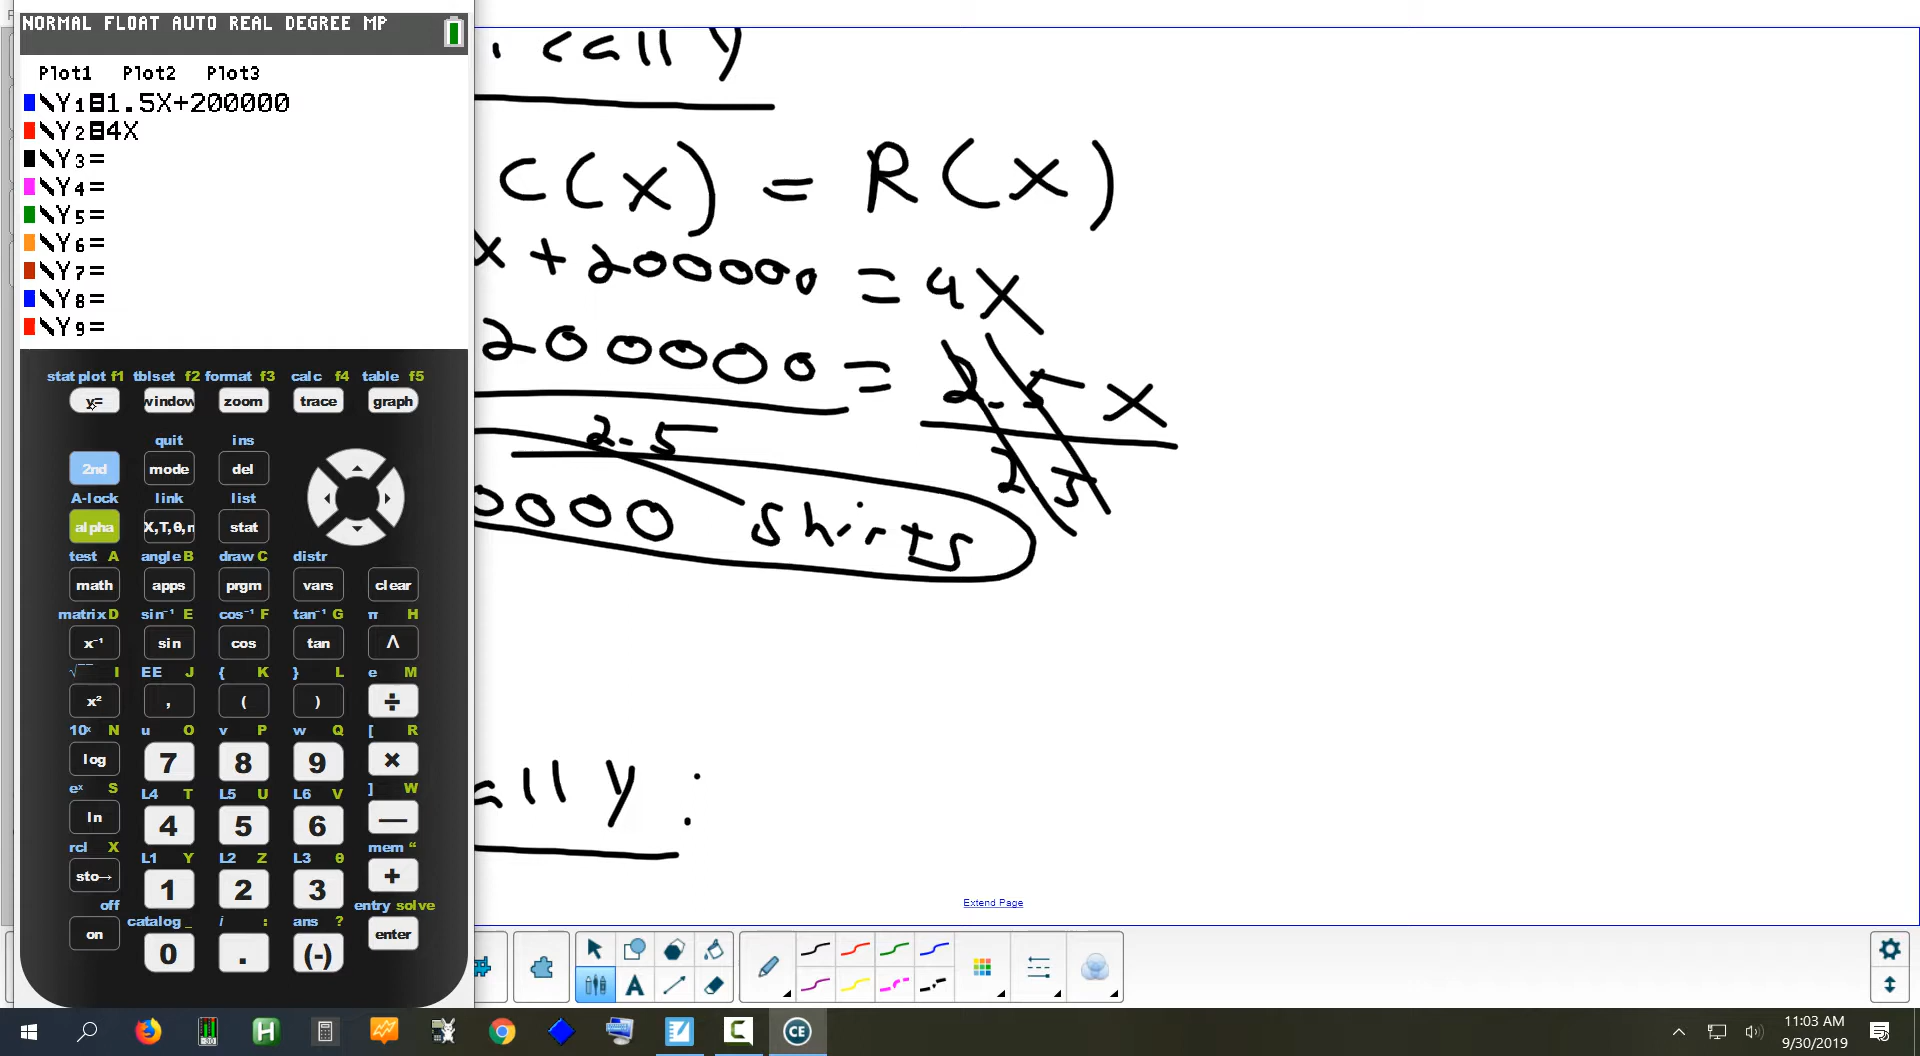 NORMAL FLOAT AUTO REAL DEGREE MP
Plot1 Plot2 Plot3
\Y1=1.5X+200000
\Y2=4X
\Y3=
\Y4=
\Y5=
\Y6=
\Y7=
\Y8=
\Y9=
stat plot f1 tblset f2 format f3 calc f4 table f5
y= window zoom trace graph
quit ins
2nd mode del
A-lock link list
alpha X,T,θ,n stat
test A angle B draw C distr
math apps prgm vars clear
matrix D sin⁻¹ E cos⁻¹ F tan⁻¹ G π H
x⁻¹ sin cos tan ^
√ I EE J { K } L e M
x² , ( ) ÷
10ˣ N u O v P w Q [ R
log 7 8 9 ×
eˣ S L4 T L5 U L6 V ] W
ln 4 5 6 —
rcl X L1 Y L2 Z L3 θ mem "
sto→ 1 2 3 +
off catalog _ i : ans ? entry solve
on 0 . (-) enter
ically
C(X) = R(X)
X + 200000 = 4X
200000 = 2.5X
2.5 2.5
0000 shirts
ally :
Extend Page
A
CE
11:03 AM
9/30/2019